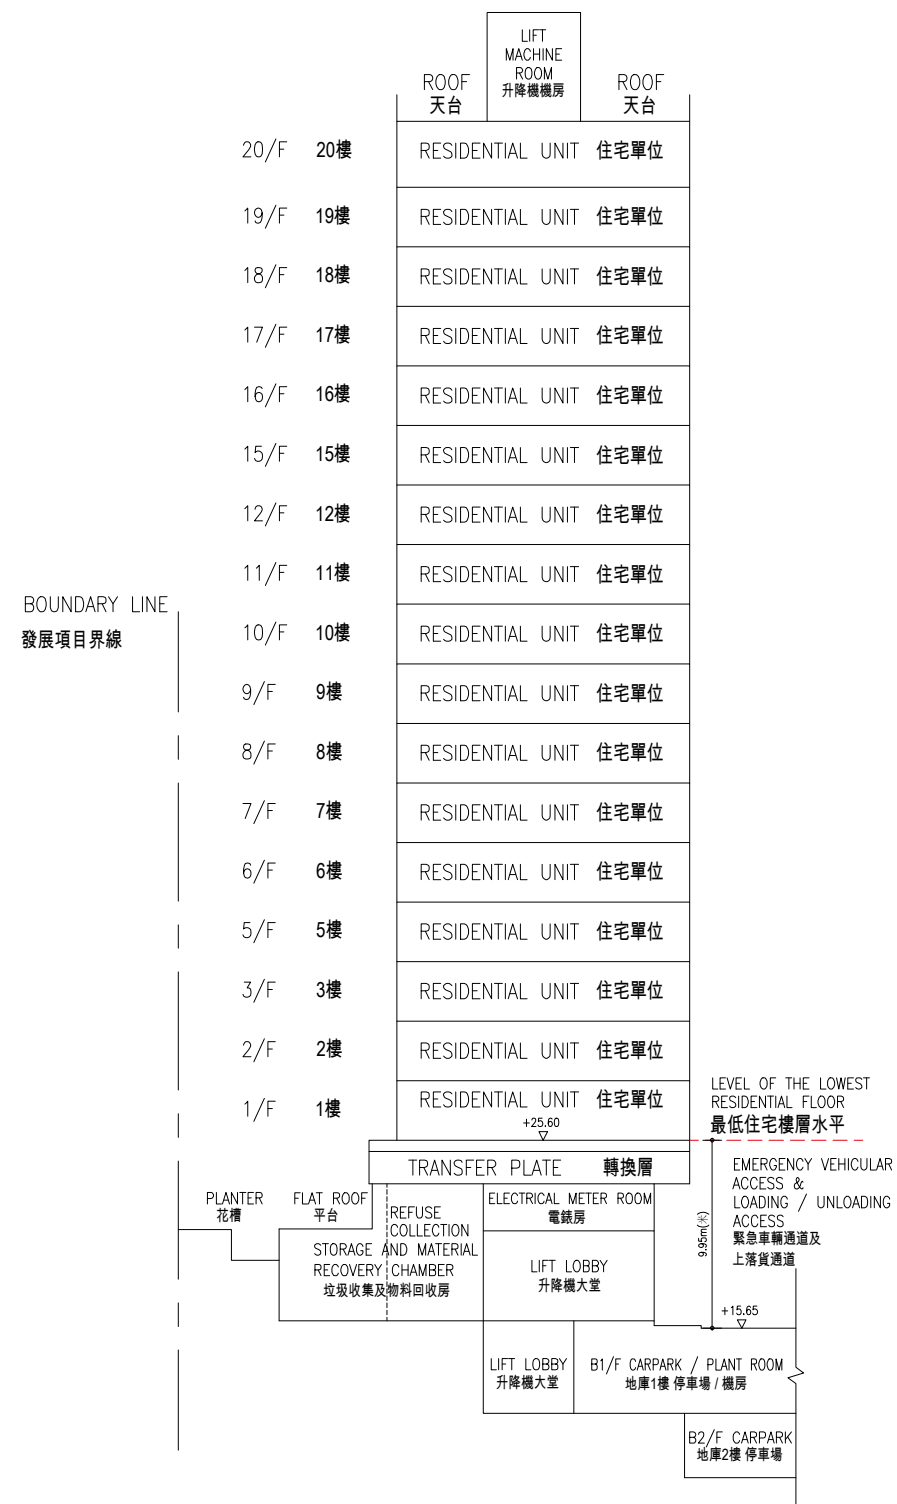 LIFT
MACHINE
ROOM
升降機機房
ROOF
天台
ROOF
天台
20/F 20樓 RESIDENTIAL UNIT 住宅單位
19/F 19樓 RESIDENTIAL UNIT 住宅單位
18/F 18樓 RESIDENTIAL UNIT 住宅單位
17/F 17樓 RESIDENTIAL UNIT 住宅單位
16/F 16樓 RESIDENTIAL UNIT 住宅單位
15/F 15樓 RESIDENTIAL UNIT 住宅單位
12/F 12樓 RESIDENTIAL UNIT 住宅單位
11/F 11樓 RESIDENTIAL UNIT 住宅單位
BOUNDARY LINE
發展項目界線
10/F 10樓 RESIDENTIAL UNIT 住宅單位
9/F 9樓 RESIDENTIAL UNIT 住宅單位
8/F 8樓 RESIDENTIAL UNIT 住宅單位
7/F 7樓 RESIDENTIAL UNIT 住宅單位
6/F 6樓 RESIDENTIAL UNIT 住宅單位
5/F 5樓 RESIDENTIAL UNIT 住宅單位
3/F 3樓 RESIDENTIAL UNIT 住宅單位
2/F 2樓 RESIDENTIAL UNIT 住宅單位
1/F 1樓 RESIDENTIAL UNIT 住宅單位
+25.60
LEVEL OF THE LOWEST
RESIDENTIAL FLOOR
最低住宅樓層水平
TRANSFER PLATE 轉換層
EMERGENCY VEHICULAR
ACCESS &
LOADING / UNLOADING
ACCESS
緊急車輛通道及
上落貨通道
9.95m(米)
+15.65
PLANTER
花槽
FLAT ROOF
平台
REFUSE
COLLECTION
STORAGE AND MATERIAL
RECOVERY CHAMBER
垃圾收集及物料回收房
ELECTRICAL METER ROOM
電錶房
LIFT LOBBY
升降機大堂
LIFT LOBBY
升降機大堂
B1/F CARPARK / PLANT ROOM
地庫1樓 停車場 / 機房
B2/F CARPARK
地庫2樓 停車場